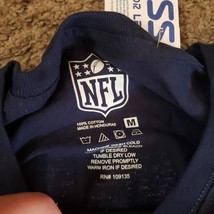 SS
NFL
100% COTTON
MADE IN HONDURAS
M
MACHINE WASH COLD
IF DESIRED
TUMBLE DRY LOW
REMOVE PROMPTLY
WARM IRON IF DESIRED
RN# 109135